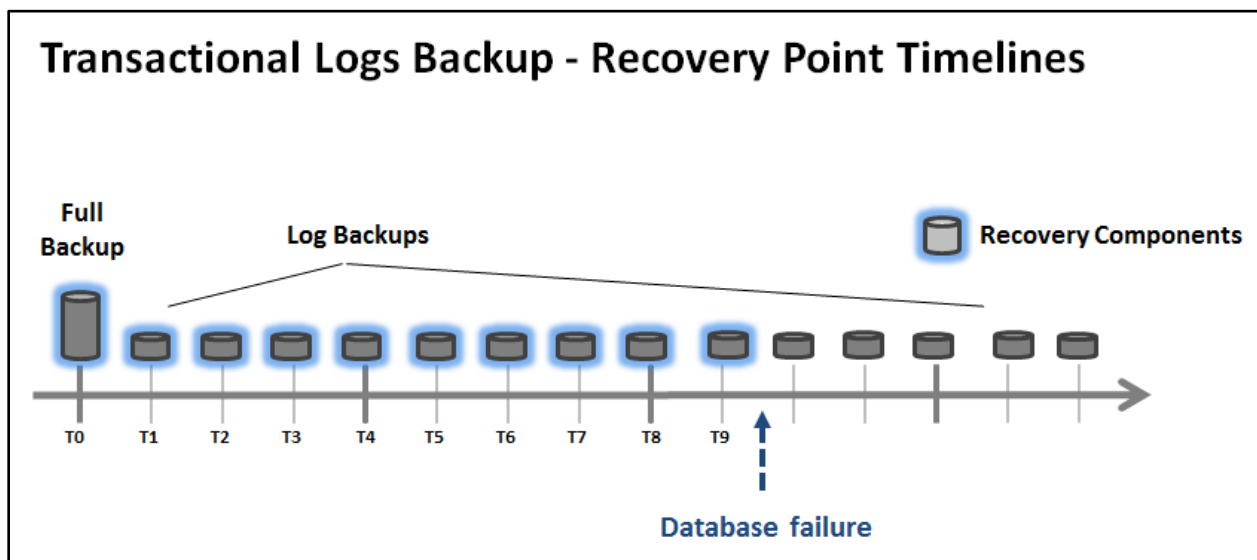 Transactional Logs Backup - Recovery Point Timelines
Full
Backup
Log Backups
Recovery Components
T0
T1
T2
T3
T4
T5
T6
T7
T8
T9
Database failure